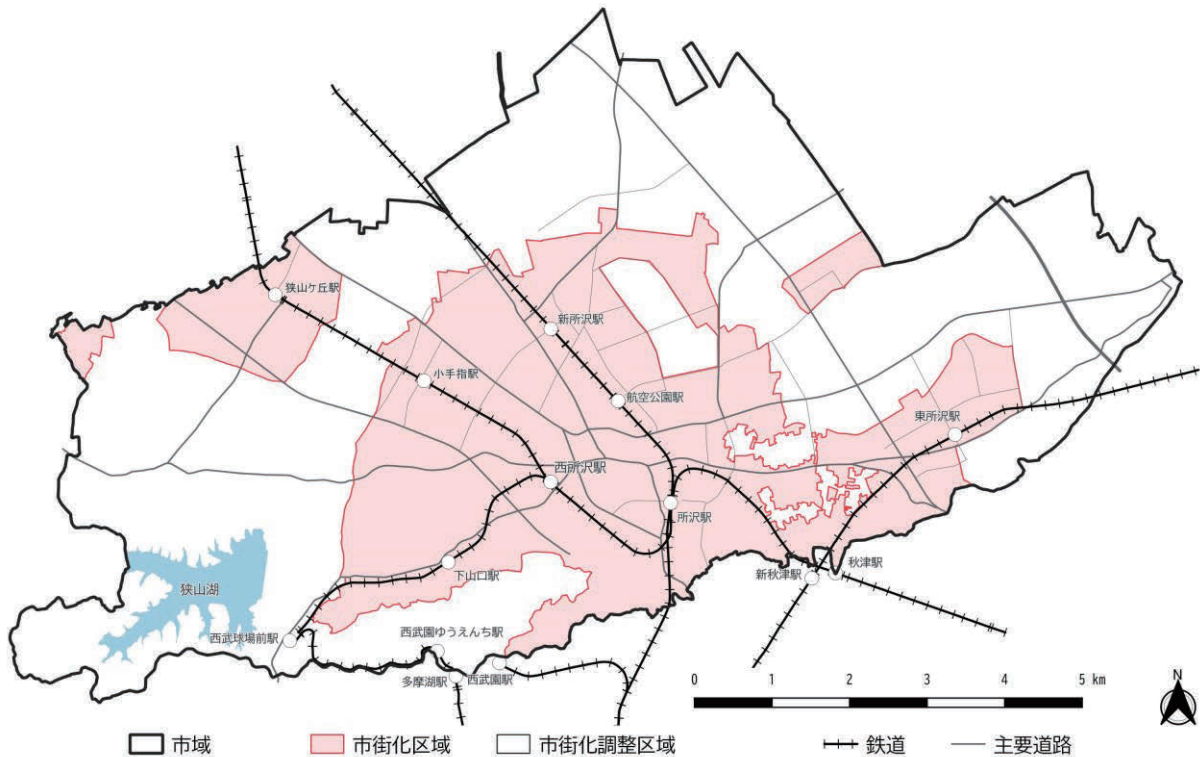 狭山ヶ丘駅
新所沢駅
小手指駅
航空公園駅
東所沢駅
西所沢駅
所沢駅
下山口駅
新秋津駅
秋津駅
狭山湖
西武球場前駅
西武園ゆうえんち駅
多摩湖駅
西武園駅
0 1 2 3 4 5 km
N
市域
市街化区域
市街化調整区域
鉄道
主要道路